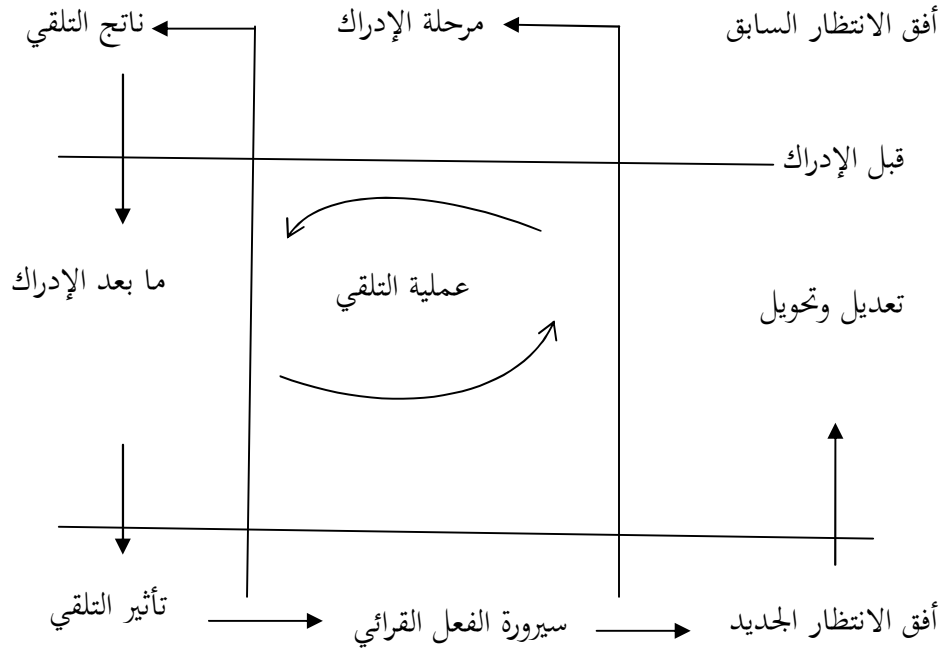 أفق الانتظار السابق
مرحلة الإدراك
ناتج التلقي
قبل الإدراك
تعديل وتحويل
عملية التلقي
ما بعد الإدراك
أفق الانتظار الجديد
سيرورة الفعل القرائي
تأثير التلقي